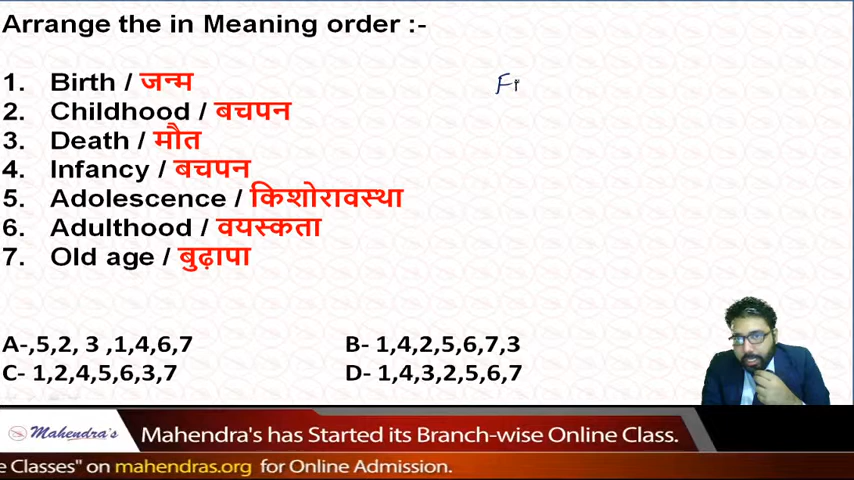 Arrange the in Meaning order :-
1. Birth / जन्म
2. Childhood / बचपन
3. Death / मौत
4. Infancy / बचपन
5. Adolescence / किशोरावस्था
6. Adulthood / वयस्कता
7. Old age / बुढ़ापा
A-,5,2, 3 ,1,4,6,7
B- 1,4,2,5,6,7,3
C- 1,2,4,5,6,3,7
D- 1,4,3,2,5,6,7
Mahendra's
Mahendra's has Started its Branch-wise Online Class.
e Classes" on mahendras.org for Online Admission.